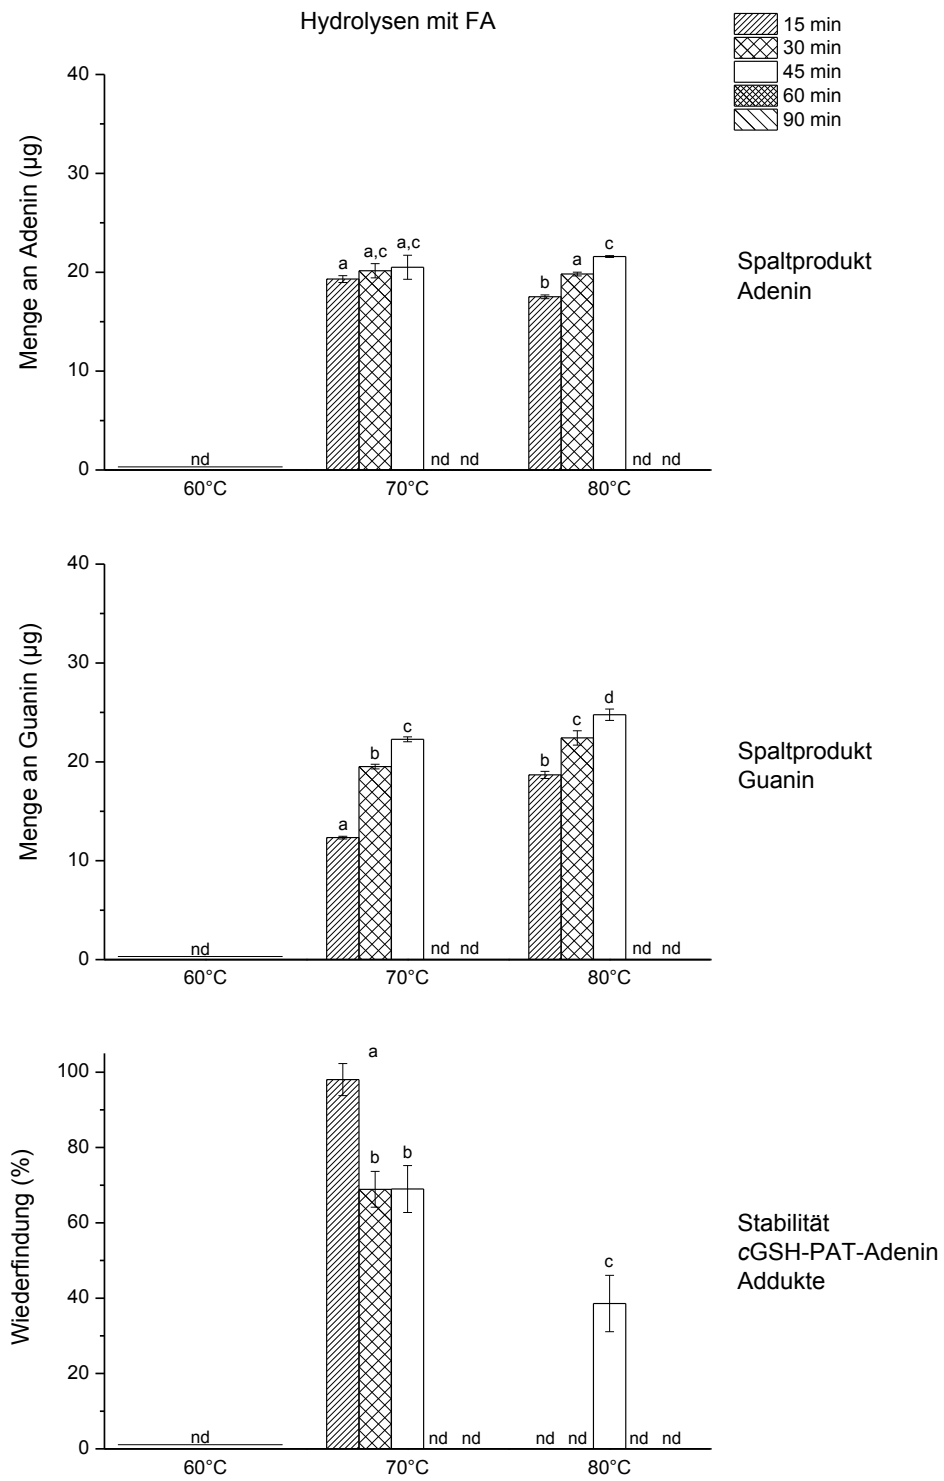 Hydrolysen mit FA
15 min
30 min
45 min
60 min
90 min
Menge an Adenin (µg)
40
30
20
10
0
nd
a
a,c
a,c
nd nd
b
a
c
nd nd
60°C
70°C
80°C
Spaltprodukt
Adenin
Menge an Guanin (µg)
40
30
20
10
0
nd
a
b
c
nd nd
b
c
d
nd nd
60°C
70°C
80°C
Spaltprodukt
Guanin
Wiederfindung (%)
100
80
60
40
20
0
nd
a
b
b
nd nd
nd nd
c
nd nd
60°C
70°C
80°C
Stabilität
cGSH-PAT-Adenin
Addukte